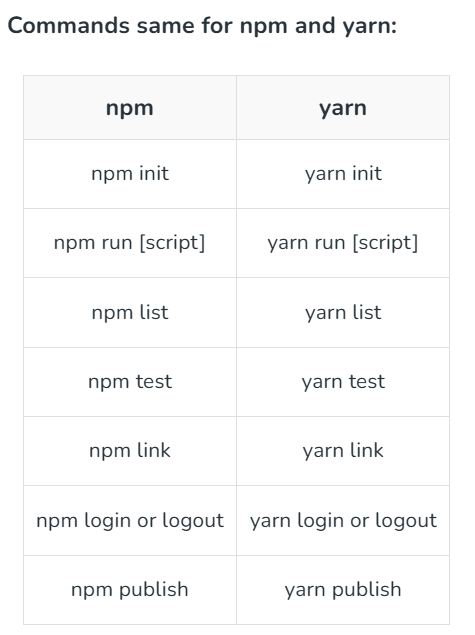 Commands same for npm and yarn:
npm yarn
npm init yarn init
npm run [script] yarn run [script]
npm list yarn list
npm test yarn test
npm link yarn link
npm login or logout yarn login or logout
npm publish yarn publish